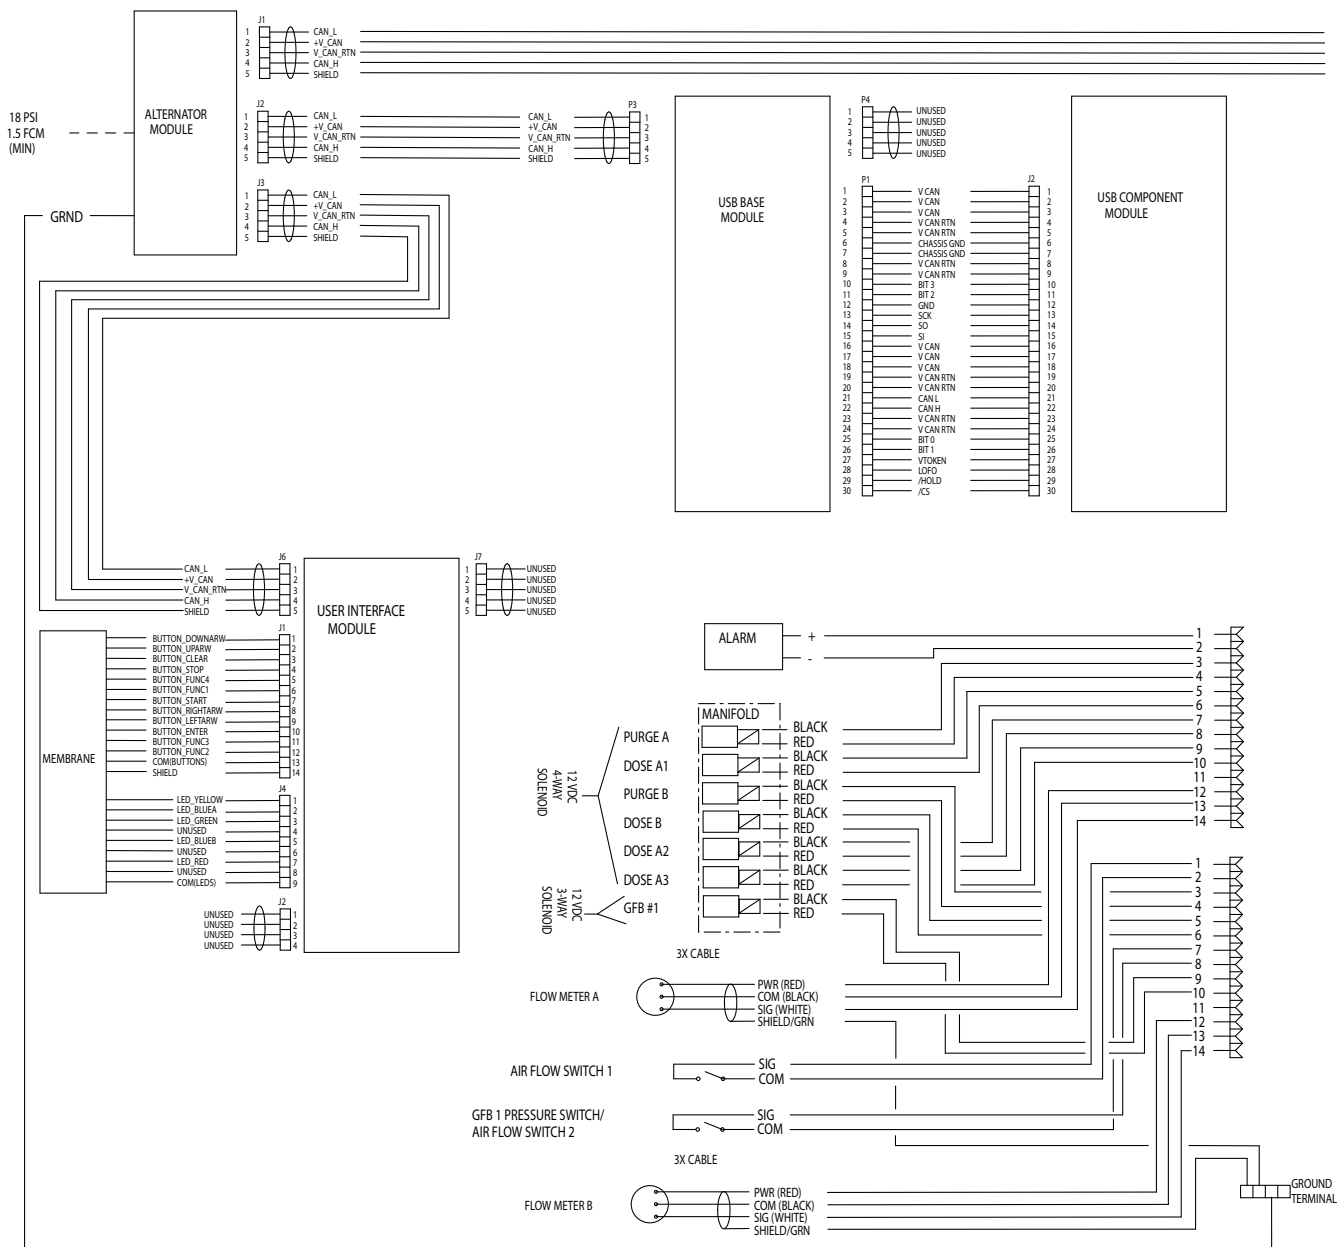 J1
1 CAN_L
2 +V_CAN
3 V_CAN_RTN
4 CAN_H
5 SHIELD
18 PSI
1.5 FCM
(MIN)
ALTERNATOR
MODULE
J2
1 CAN_L
2 +V_CAN
3 V_CAN_RTN
4 CAN_H
5 SHIELD
P3
CAN_L 1
+V_CAN 2
V_CAN_RTN 3
CAN_H 4
SHIELD 5
J3
1 CAN_L
2 +V_CAN
3 V_CAN_RTN
4 CAN_H
5 SHIELD
GRND
USB BASE
MODULE
P4
1 UNUSED
2 UNUSED
3 UNUSED
4 UNUSED
5 UNUSED
USB COMPONENT
MODULE
P1 J2
1 V CAN 1
2 V CAN 2
3 V CAN 3
4 V CAN RTN 4
5 V CAN RTN 5
6 CHASSIS GND 6
7 CHASSIS GND 7
8 V CAN RTN 8
9 V CAN RTN 9
10 BIT 3 10
11 BIT 2 11
12 GND 12
13 SCK 13
14 SO 14
15 SI 15
16 V CAN 16
17 V CAN 17
18 V CAN 18
19 V CAN RTN 19
20 V CAN RTN 20
21 CAN L 21
22 CAN H 22
23 V CAN RTN 23
24 V CAN RTN 24
25 BIT 0 25
26 BIT 1 26
27 VTOKEN 27
28 LOFO 28
29 /HOLD 29
30 /CS 30
J6
CAN_L 1
+V_CAN 2
V_CAN_RTN 3
CAN_H 4
SHIELD 5
USER INTERFACE
MODULE
J7
1 UNUSED
2 UNUSED
3 UNUSED
4 UNUSED
5 UNUSED
MEMBRANE
J1
BUTTON_DOWNARW 1
BUTTON_UPARW 2
BUTTON_CLEAR 3
BUTTON_STOP 4
BUTTON_FUNC4 5
BUTTON_FUNC1 6
BUTTON_START 7
BUTTON_RIGHTARW 8
BUTTON_LEFTARW 9
BUTTON_ENTER 10
BUTTON_FUNC3 11
BUTTON_FUNC2 12
COM(BUTTONS) 13
SHIELD 14
J4
LED_YELLOW 1
LED_BLUEA 2
LED_GREEN 3
UNUSED 4
LED_BLUEB 5
UNUSED 6
LED_RED 7
UNUSED 8
COM(LEDS) 9
J2
UNUSED 1
UNUSED 2
UNUSED 3
UNUSED 4
ALARM
+
-
MANIFOLD
12 VDC
4-WAY
SOLENOID
PURGE A BLACK
RED
DOSE A1 BLACK
RED
PURGE B BLACK
RED
DOSE B BLACK
RED
DOSE A2 BLACK
RED
DOSE A3 BLACK
RED
12 VDC
3-WAY
SOLENOID
GFB #1 BLACK
RED
1
2
3
4
5
6
7
8
9
10
11
12
13
14
1
2
3
4
5
6
7
8
9
10
11
12
13
14
3X CABLE
FLOW METER A
PWR (RED)
COM (BLACK)
SIG (WHITE)
SHIELD/GRN
AIR FLOW SWITCH 1
SIG
COM
GFB 1 PRESSURE SWITCH/
AIR FLOW SWITCH 2
SIG
COM
3X CABLE
FLOW METER B
PWR (RED)
COM (BLACK)
SIG (WHITE)
SHIELD/GRN
GROUND
TERMINAL